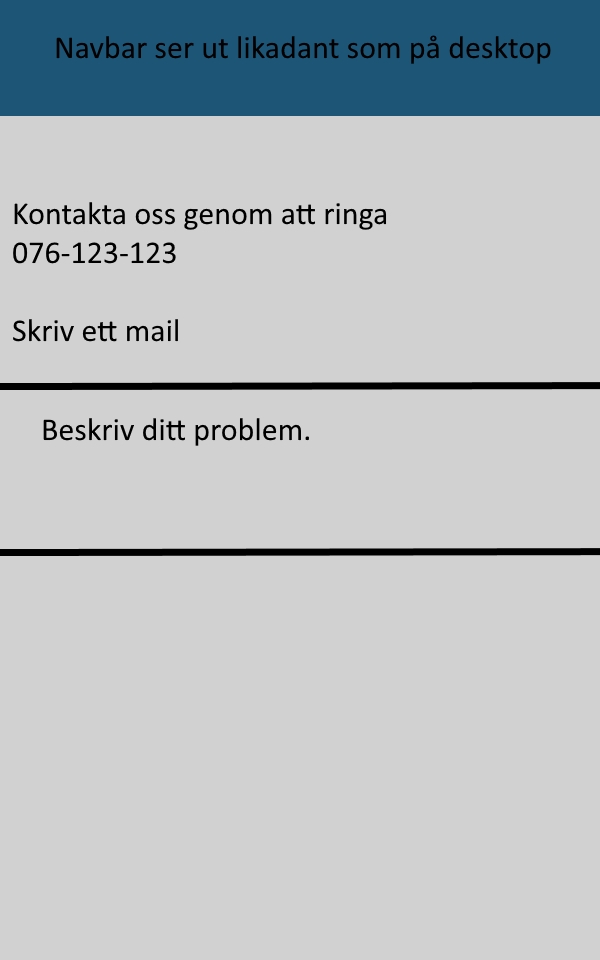 Navbar ser ut likadant som på desktop
Kontakta oss genom att ringa
076-123-123
Skriv ett mail
Beskriv ditt problem.